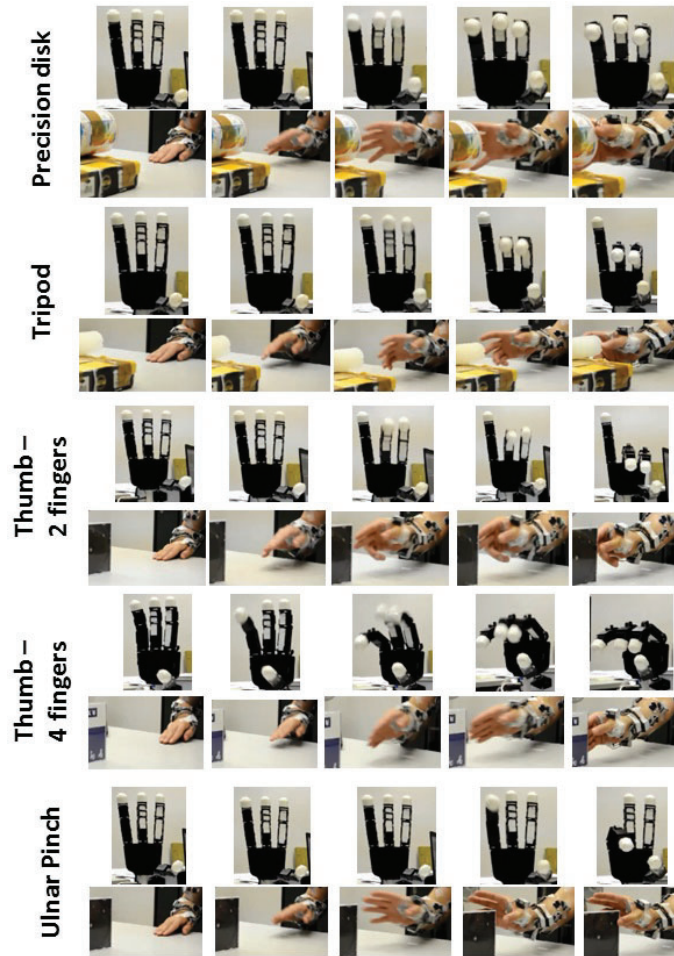 Precision disk
Tripod
Thumb –
2 fingers
Thumb –
4 fingers
Ulnar Pinch